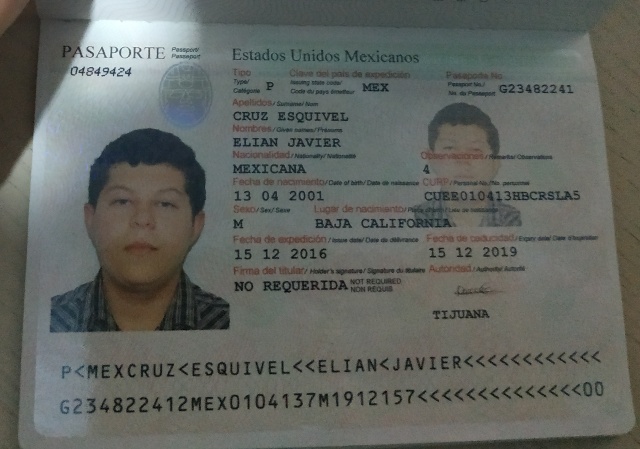 PASAPORTE Passport/ Passeport
04849424
Estados Unidos Mexicanos
Tipo Clave del país de expedición Pasaporte No.
Type/ Issuing state code/ Passport No./
Catégorie P Code du pays émetteur MEX No. du Passeport G23482241
Apellidos / Surname / Nom
CRUZ ESQUIVEL
Nombres / Given names / Prénoms
ELIAN JAVIER
Nacionalidad / Nationality / Nationalité Observaciones / Remarks / Observations
MEXICANA 4
Fecha de nacimiento / Date of birth / Date de naissance CURP / Personal No. / No. personnel
13 04 2001 CUEE010413HBCRSLA5
Sexo / Sex / Sexe Lugar de nacimiento / Place of birth / Lieu de naissance
M BAJA CALIFORNIA
Fecha de expedición / Issue date / Date de délivrance Fecha de caducidad / Expiry date / Date d'expiration
15 12 2016 15 12 2019
Firma del titular / Holder's signature / Signature du titulaire Autoridad / Authority / Autorité
NO REQUERIDA NOT REQUIRED
NON REQUIS
TIJUANA
P<MEXCRUZ<ESQUIVEL<<ELIAN<JAVIER<<<<<<<<<<<<
G234822412MEX0104137M1912157<<<<<<<<<<<<<<00